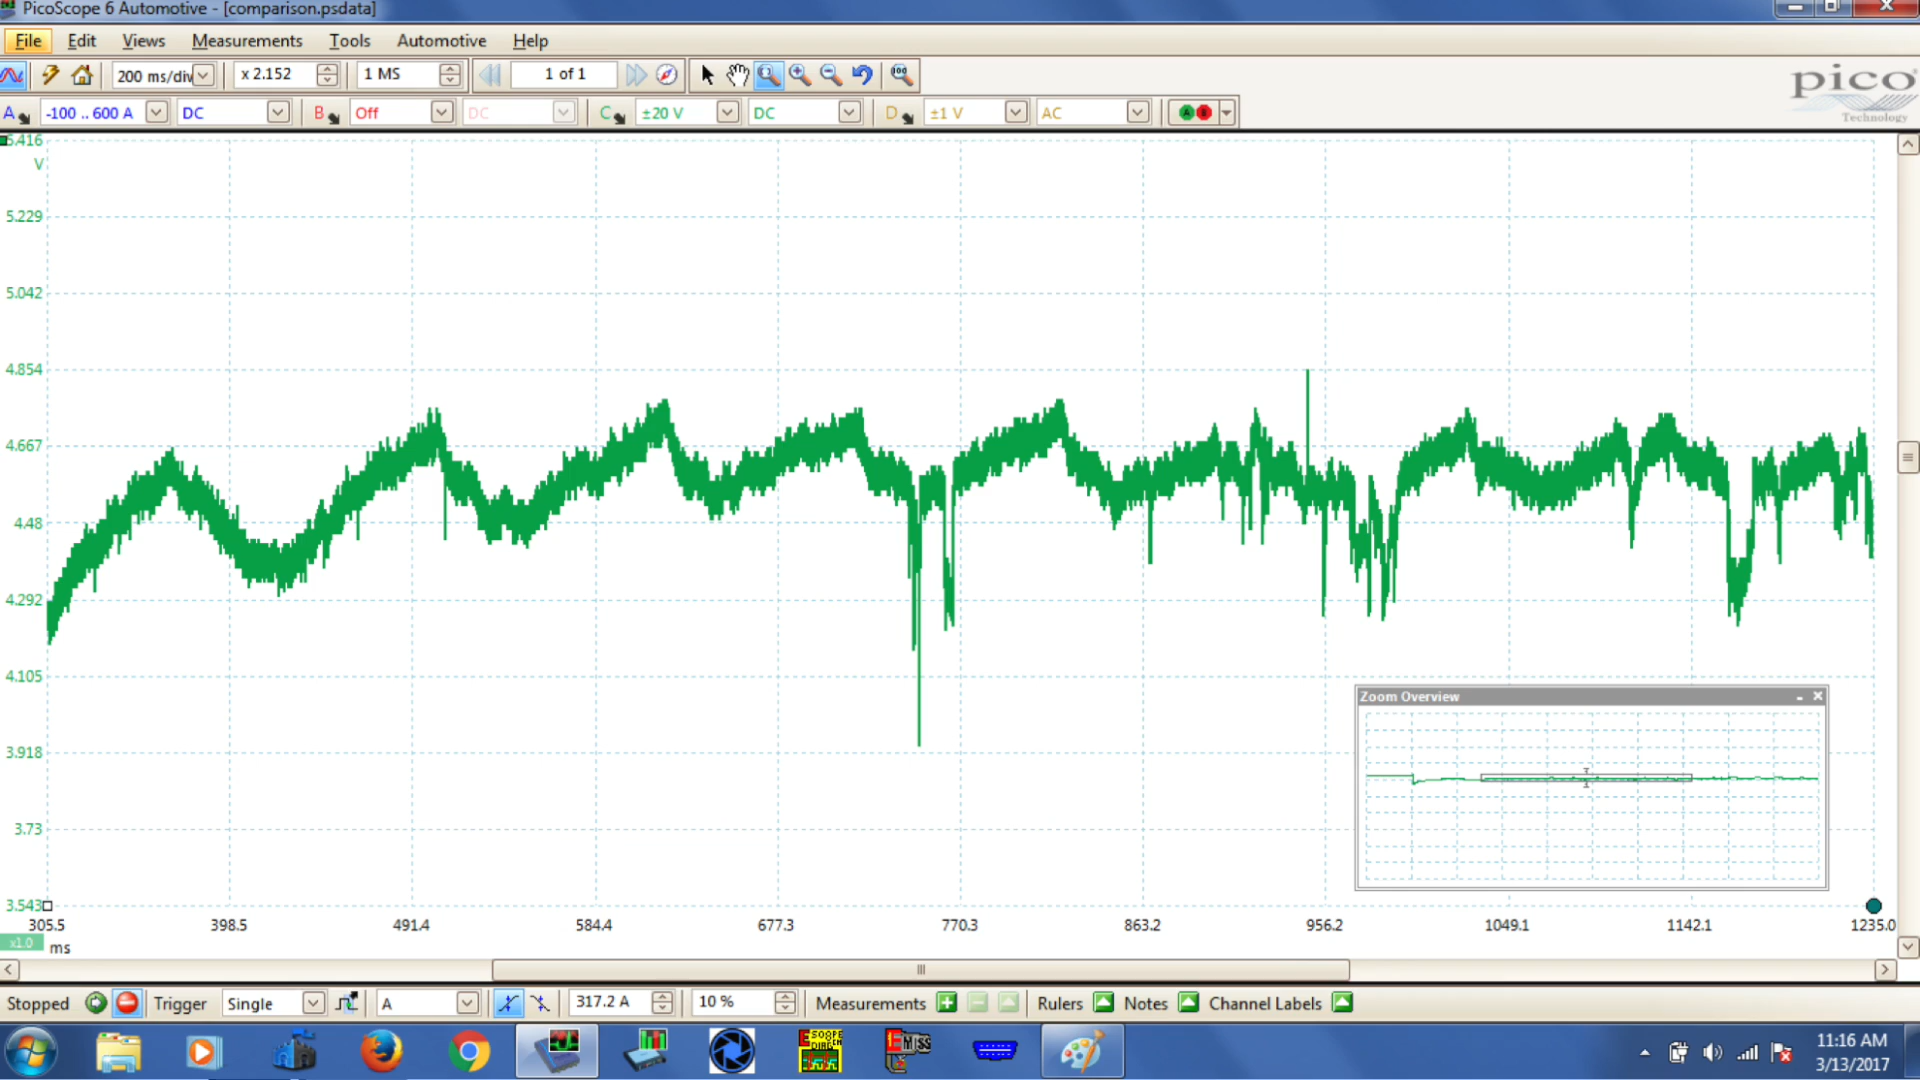 PicoScope 6 Automotive - [comparison.psdata]
File Edit Views Measurements Tools Automotive Help
200 ms/div x 2.152 1 MS 1 of 1 100
pico
Technology
A -100 .. 600 A DC B Off DC C ±20 V DC D ±1 V AC A B
5.416
V
5.229
5.042
4.854
4.667
4.48
4.292
4.105
3.918
3.73
3.543
Zoom Overview
305.5 398.5 491.4 584.4 677.3 770.3 863.2 956.2 1049.1 1142.1 1235.0
x1.0 ms
Stopped Trigger Single A 317.2 A 10 % Measurements Rulers Notes Channel Labels
ESCOPE
MISS
11:16 AM
3/13/2017